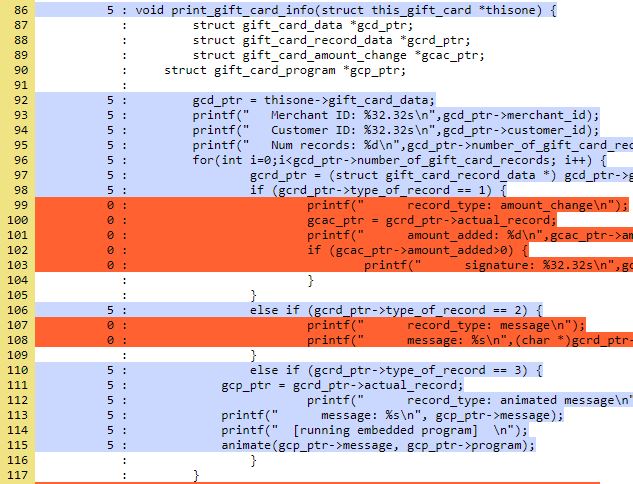 86 5 : void print_gift_card_info(struct this_gift_card *thisone) {
87 : struct gift_card_data *gcd_ptr;
88 : struct gift_card_record_data *gcrd_ptr;
89 : struct gift_card_amount_change *gcac_ptr;
90 : struct gift_card_program *gcp_ptr;
91 :
92 5 : gcd_ptr = thisone->gift_card_data;
93 5 : printf("   Merchant ID: %32.32s\n",gcd_ptr->merchant_id);
94 5 : printf("   Customer ID: %32.32s\n",gcd_ptr->customer_id);
95 5 : printf("   Num records: %d\n",gcd_ptr->number_of_gift_card_rec
96 5 : for(int i=0;i<gcd_ptr->number_of_gift_card_records; i++) {
97 5 : gcrd_ptr = (struct gift_card_record_data *) gcd_ptr->g
98 5 : if (gcrd_ptr->type_of_record == 1) {
99 0 : printf("      record_type: amount_change\n");
100 0 : gcac_ptr = gcrd_ptr->actual_record;
101 0 : printf("      amount_added: %d\n",gcac_ptr->am
102 0 : if (gcac_ptr->amount_added>0) {
103 0 : printf("      signature: %32.32s\n",gc
104 : }
105 : }
106 5 : else if (gcrd_ptr->type_of_record == 2) {
107 0 : printf("      record_type: message\n");
108 0 : printf("      message: %s\n",(char *)gcrd_ptr-
109 : }
110 5 : else if (gcrd_ptr->type_of_record == 3) {
111 5 : gcp_ptr = gcrd_ptr->actual_record;
112 5 : printf("      record_type: animated message\n"
113 5 : printf("      message: %s\n", gcp_ptr->message);
114 5 : printf("  [running embedded program]  \n");
115 5 : animate(gcp_ptr->message, gcp_ptr->program);
116 : }
117 : }